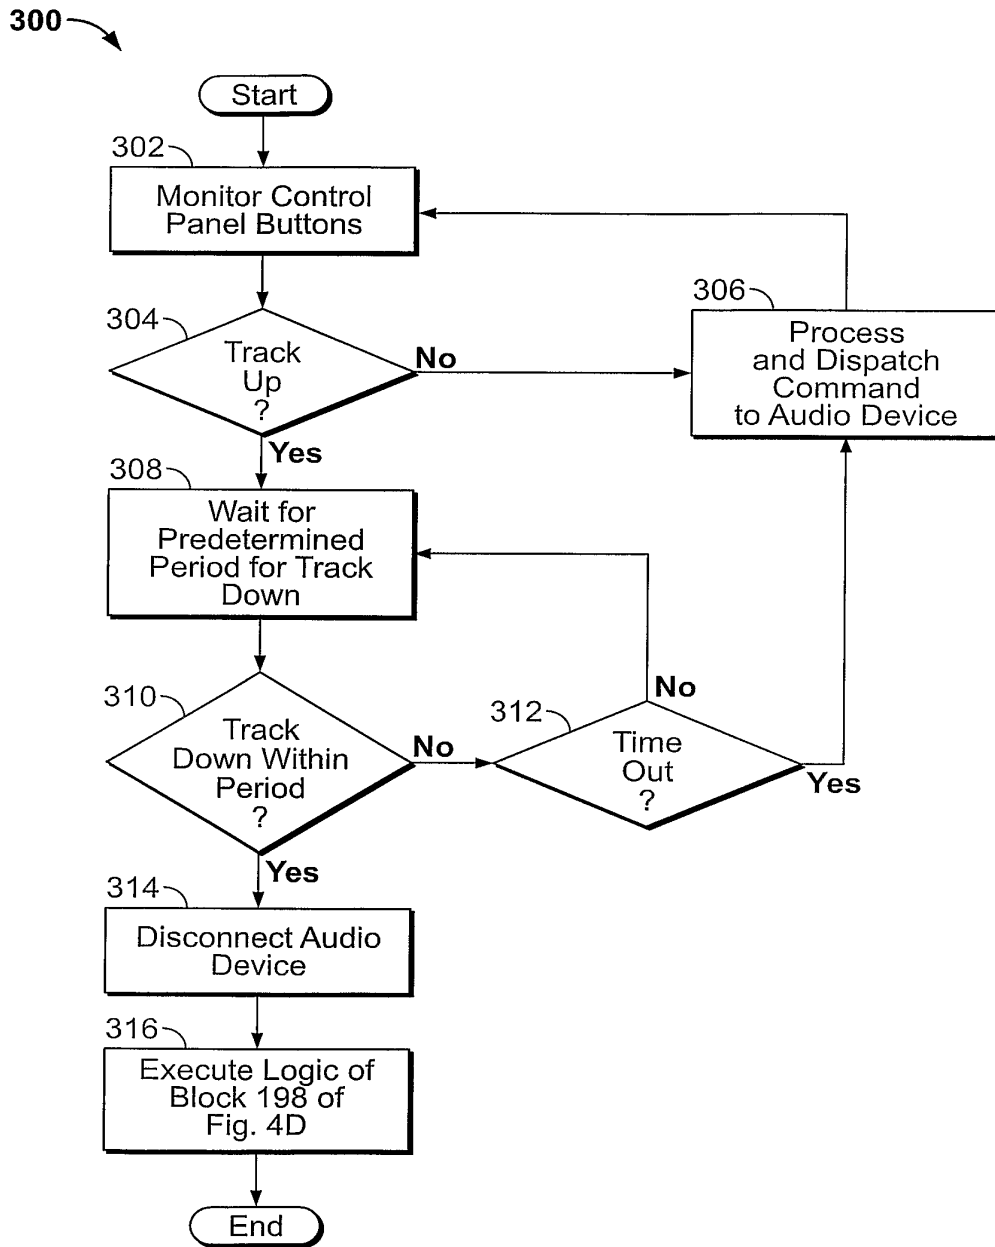 300
Start
302
Monitor Control
Panel Buttons
304
Track
Up
?
No
306
Process
and Dispatch
Command
to Audio Device
Yes
308
Wait for
Predetermined
Period for Track
Down
310
Track
Down Within
Period
?
No
312
Time
Out
?
No
Yes
Yes
314
Disconnect Audio
Device
316
Execute Logic of
Block 198 of
Fig. 4D
End